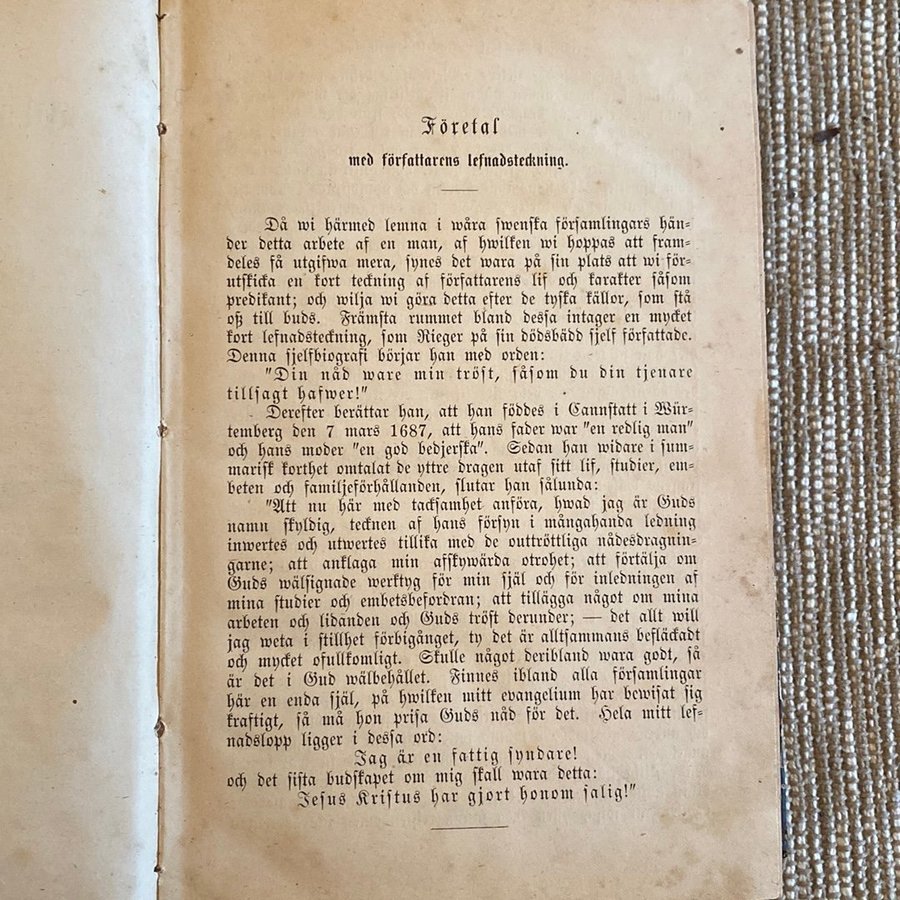 Företal
med författarens lefnadsteckning.
Då wi härmed lemna i wåra swenska församlingars hän-
der detta arbete af en man, af hwilken wi hoppas att fram-
deles få utgifwa mera, synes det wara på sin plats att wi för-
utskicka en kort teckning af författarens lif och karakter såsom
predikant; och wilja wi göra detta efter de tyska källor, som stå
oß till buds. Främsta rummet bland dessa intager en mycket
kort lefnadsteckning, som Rieger på sin dödsbädd sjelf författade.
Denna sjelfbiografi börjar han med orden:
"Din nåd ware min tröst, såsom du din tjenare
tillsagt hafwer!"
Derefter berättar han, att han föddes i Cannstatt i Wür-
temberg den 7 mars 1687, att hans fader war "en redlig man"
och hans moder "en god bedjerska". Sedan han widare i sum-
marisk korthet omtalat de yttre dragen utaf sitt lif, studier, em-
beten och familjeförhållanden, slutar han sålunda:
"Att nu här med tacksamhet anföra, hwad jag är Guds
namn skyldig, tecknen af hans försyn i mångahanda ledning
inwertes och utwertes tillika med de outtröttliga nådesdragnin-
garne; att anklaga min afskywärda otrohet; att förtälja om
Guds wälsignade werktyg för min själ och för inledningen af
mina studier och embetsbefordran; att tillägga något om mina
arbeten och lidanden och Guds tröst derunder; — det allt will
jag weta i stillhet förbigånget, ty det är alltsammans befläckadt
och mycket ofullkomligt. Skulle något deribland wara godt, så
är det i Gud wälbehållet. Finnes ibland alla församlingar
här en enda själ, på hwilken mitt evangelium har bewisat sig
kraftigt, så må hon prisa Guds nåd för det. Hela mitt lef-
nadslopp ligger i dessa ord:
Jag är en fattig syndare!
och det sista budskapet om mig skall wara detta:
Jesus Kristus har gjort honom salig!"